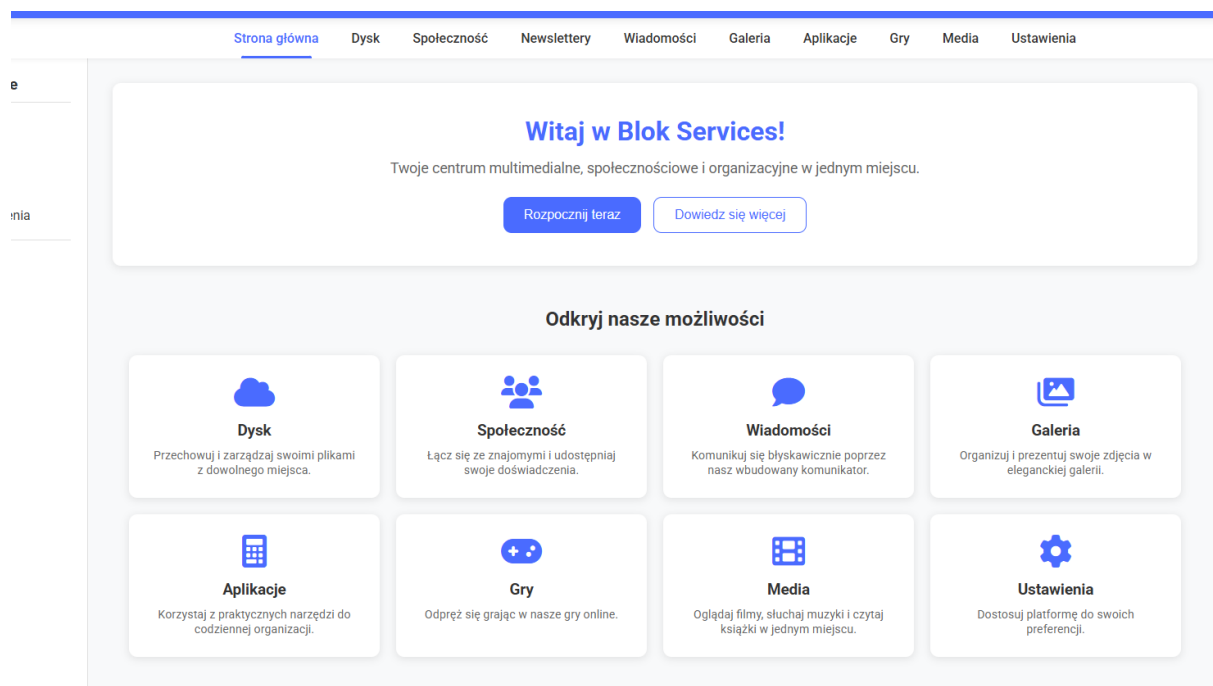 Strona główna Dysk Społeczność Newslettery Wiadomości Galeria Aplikacje Gry Media Ustawienia
e
enia
Witaj w Blok Services!
Twoje centrum multimedialne, społecznościowe i organizacyjne w jednym miejscu.
Rozpocznij teraz Dowiedz się więcej
Odkryj nasze możliwości
Dysk
Przechowuj i zarządzaj swoimi plikami
z dowolnego miejsca.
Społeczność
Łącz się ze znajomymi i udostępniaj
swoje doświadczenia.
Wiadomości
Komunikuj się błyskawicznie poprzez
nasz wbudowany komunikator.
Galeria
Organizuj i prezentuj swoje zdjęcia w
eleganckiej galerii.
Aplikacje
Korzystaj z praktycznych narzędzi do
codziennej organizacji.
Gry
Odpręż się grając w nasze gry online.
Media
Oglądaj filmy, słuchaj muzyki i czytaj
książki w jednym miejscu.
Ustawienia
Dostosuj platformę do swoich
preferencji.